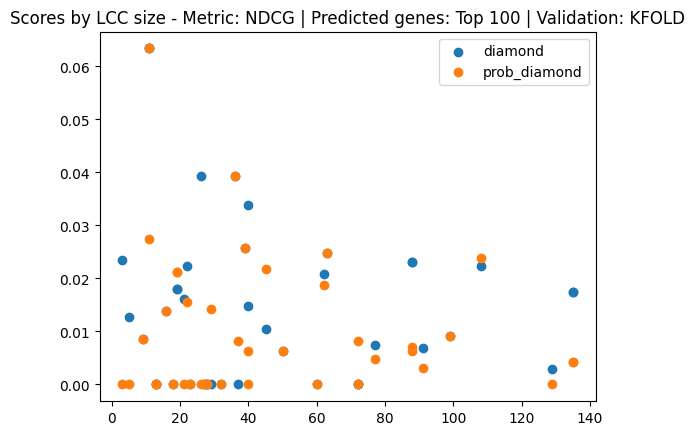 Scores by LCC size - Metric: NDCG | Predicted genes: Top 100 | Validation: KFOLD
diamond
prob_diamond
0.06
0.05
0.04
0.03
0.02
0.01
0.00
0 20 40 60 80 100 120 140